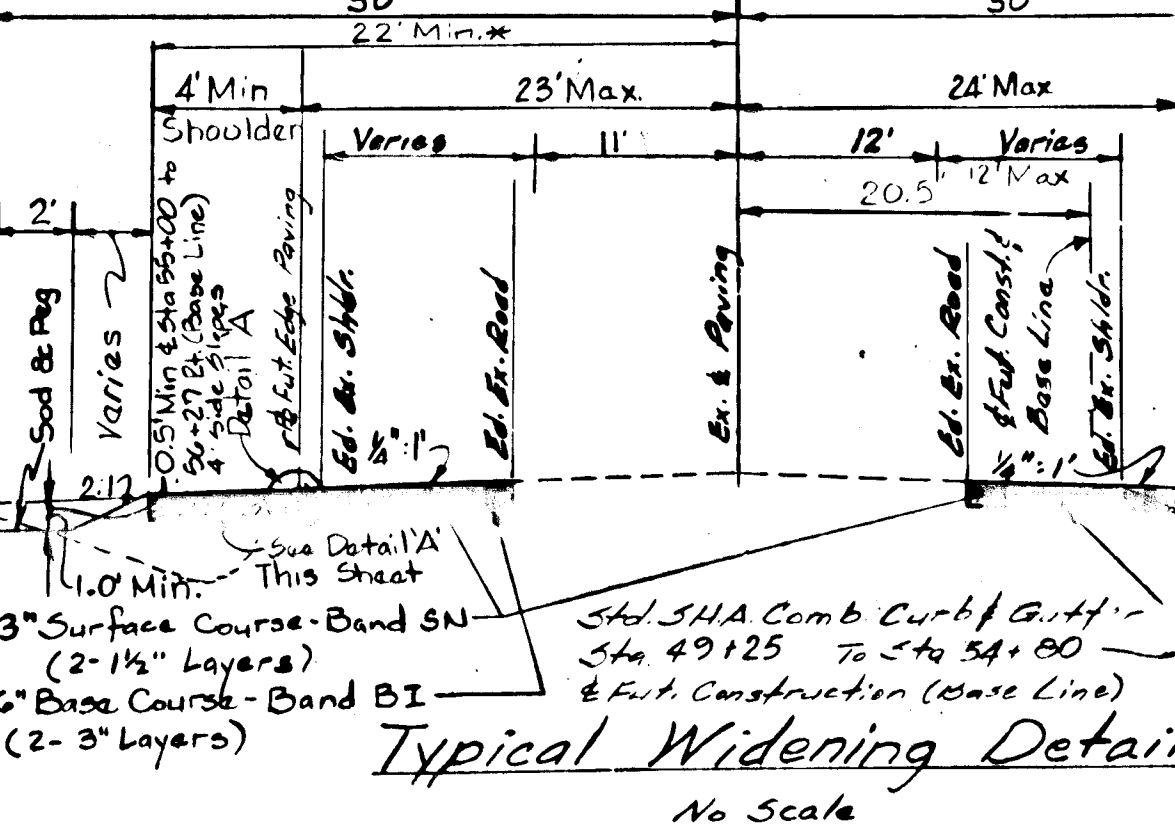 30'
30'
22' Min.*
4' Min
Shoulder
23' Max.
24' Max
Varies
11'
12'
Varies
12' Max
20.5'
2'
Sod & Peg
Varies
0.5' Min & Sta 55+00 to
56+27 Rt. (Base Line)
4' Side Slopes
Detail A
Fut. Edge Paving
Ed. Ex. Shldr.
1/4":1'
Ed. Ex. Road
Ex. ℄ Paving
Ed. Ex. Road
℄ Fut. Const. &
Base Line
Ed. Ex. Shldr.
1/4":1'
2:1
See Detail 'A'
This Sheet
1.0' Min.
3" Surface Course-Band SN
(2-1½" Layers)
6" Base Course-Band BI
(2-3" Layers)
Std. S.H.A. Comb. Curb & Gutter
Sta 49+25 To Sta 54+80
℄ Fut. Construction (Base Line)
Typical Widening Detail
No Scale